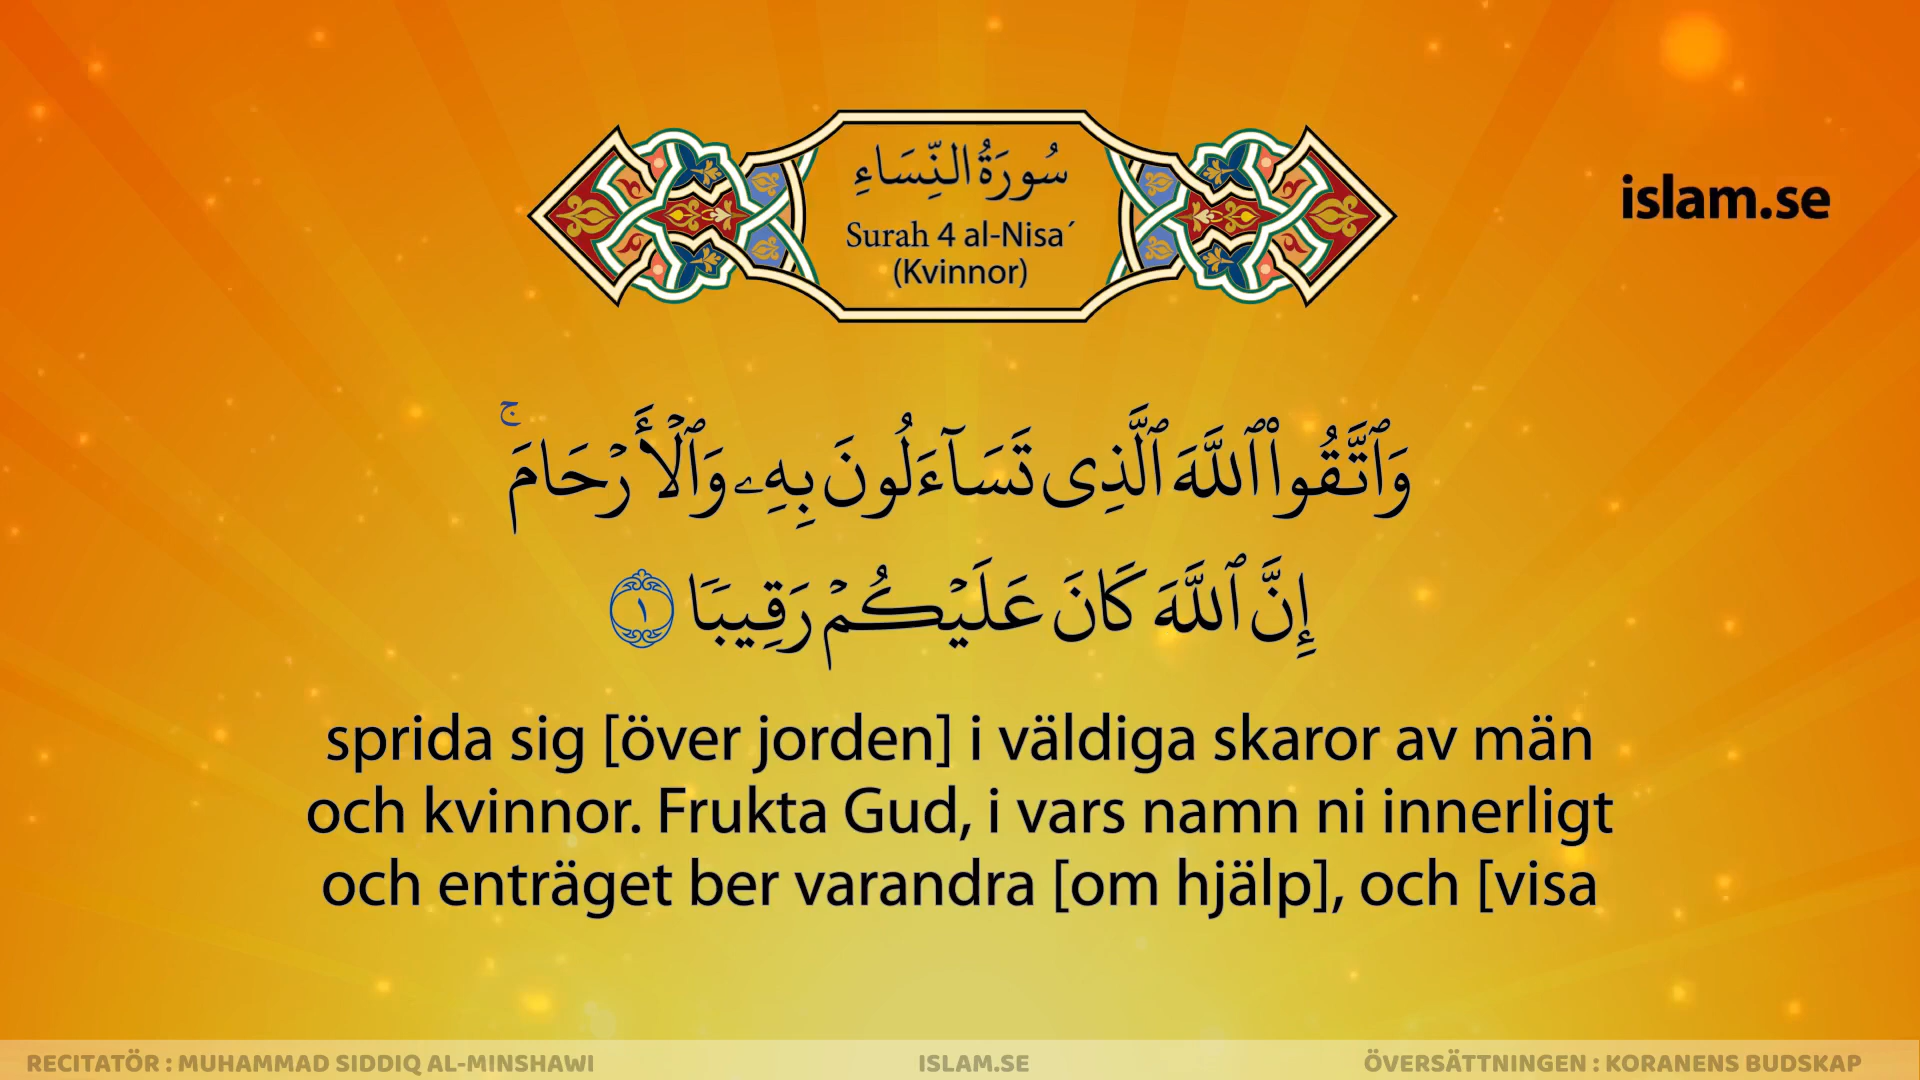 سُورَةُ النِّسَاءِ
Surah 4 al-Nisa´
(Kvinnor)
islam.se
وَٱتَّقُوا۟ ٱللَّهَ ٱلَّذِى تَسَآءَلُونَ بِهِۦ وَٱلْأَرْحَامَ ۚ
إِنَّ ٱللَّهَ كَانَ عَلَيْكُمْ رَقِيبًا ١
sprida sig [över jorden] i väldiga skaror av män
och kvinnor. Frukta Gud, i vars namn ni innerligt
och enträget ber varandra [om hjälp], och [visa
RECITATÖR : MUHAMMAD SIDDIQ AL-MINSHAWI
ISLAM.SE
ÖVERSÄTTNINGEN : KORANENS BUDSKAP